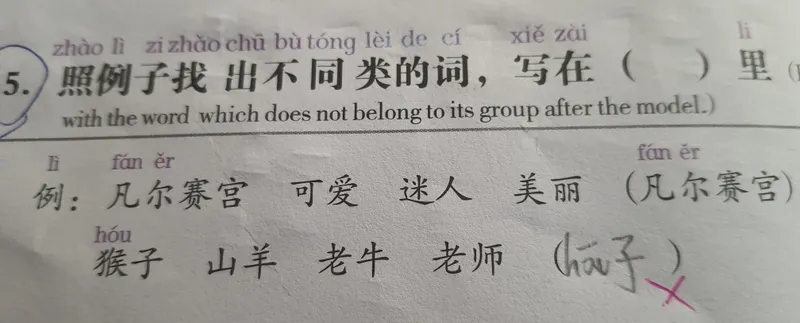 zhào lì zi zhǎo chū bù tóng lèi de cí xiě zài lǐ
5. 照例子找出不同类的词，写在（ ）里
with the word which does not belong to its group after the model.)
lì fán ěr fán ěr
例：凡尔赛宫 可爱 迷人 美丽 （凡尔赛宫）
hóu
猴子 山羊 老牛 老师 （hóu子）